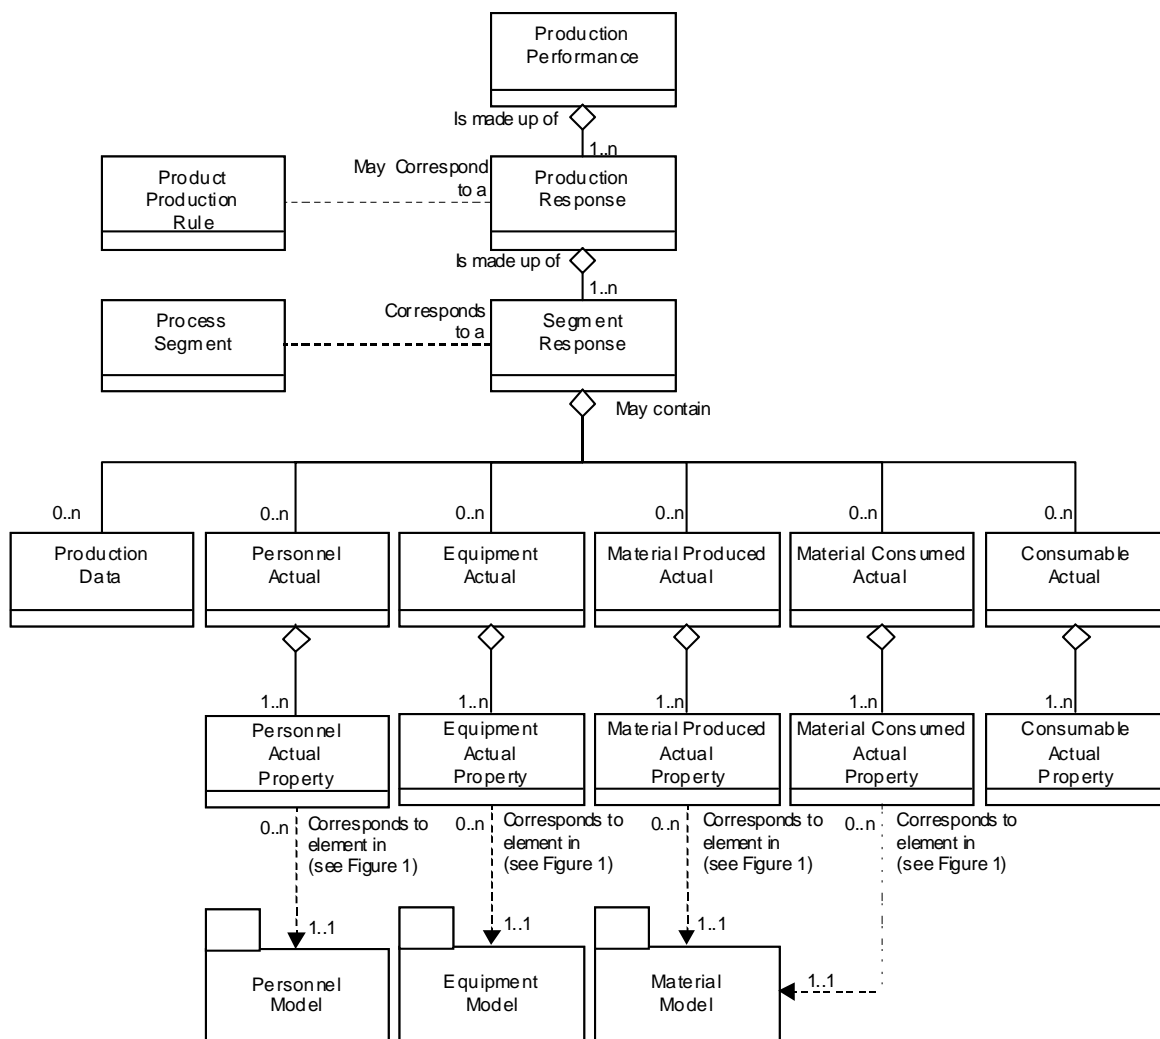 Production
Performance
Is made up of
1..n
May Correspond
to a
Product
Production
Rule
Production
Response
Is made up of
1..n
Corresponds
to a
Process
Segment
Segment
Response
May contain
0..n
0..n
0..n
0..n
0..n
0..n
Production
Data
Personnel
Actual
Equipment
Actual
Material Produced
Actual
Material Consumed
Actual
Consumable
Actual
1..n
1..n
1..n
1..n
1..n
Personnel
Actual
Property
Equipment
Actual
Property
Material Produced
Actual
Property
Material Consumed
Actual
Property
Consumable
Actual
Property
0..n
Corresponds to
element in
(see Figure 1)
0..n
Corresponds to
element in
(see Figure 1)
0..n
Corresponds to
element in
(see Figure 1)
0..n
Corresponds to
element in
(see Figure 1)
1..1
1..1
1..1
1..1
Personnel
Model
Equipment
Model
Material
Model